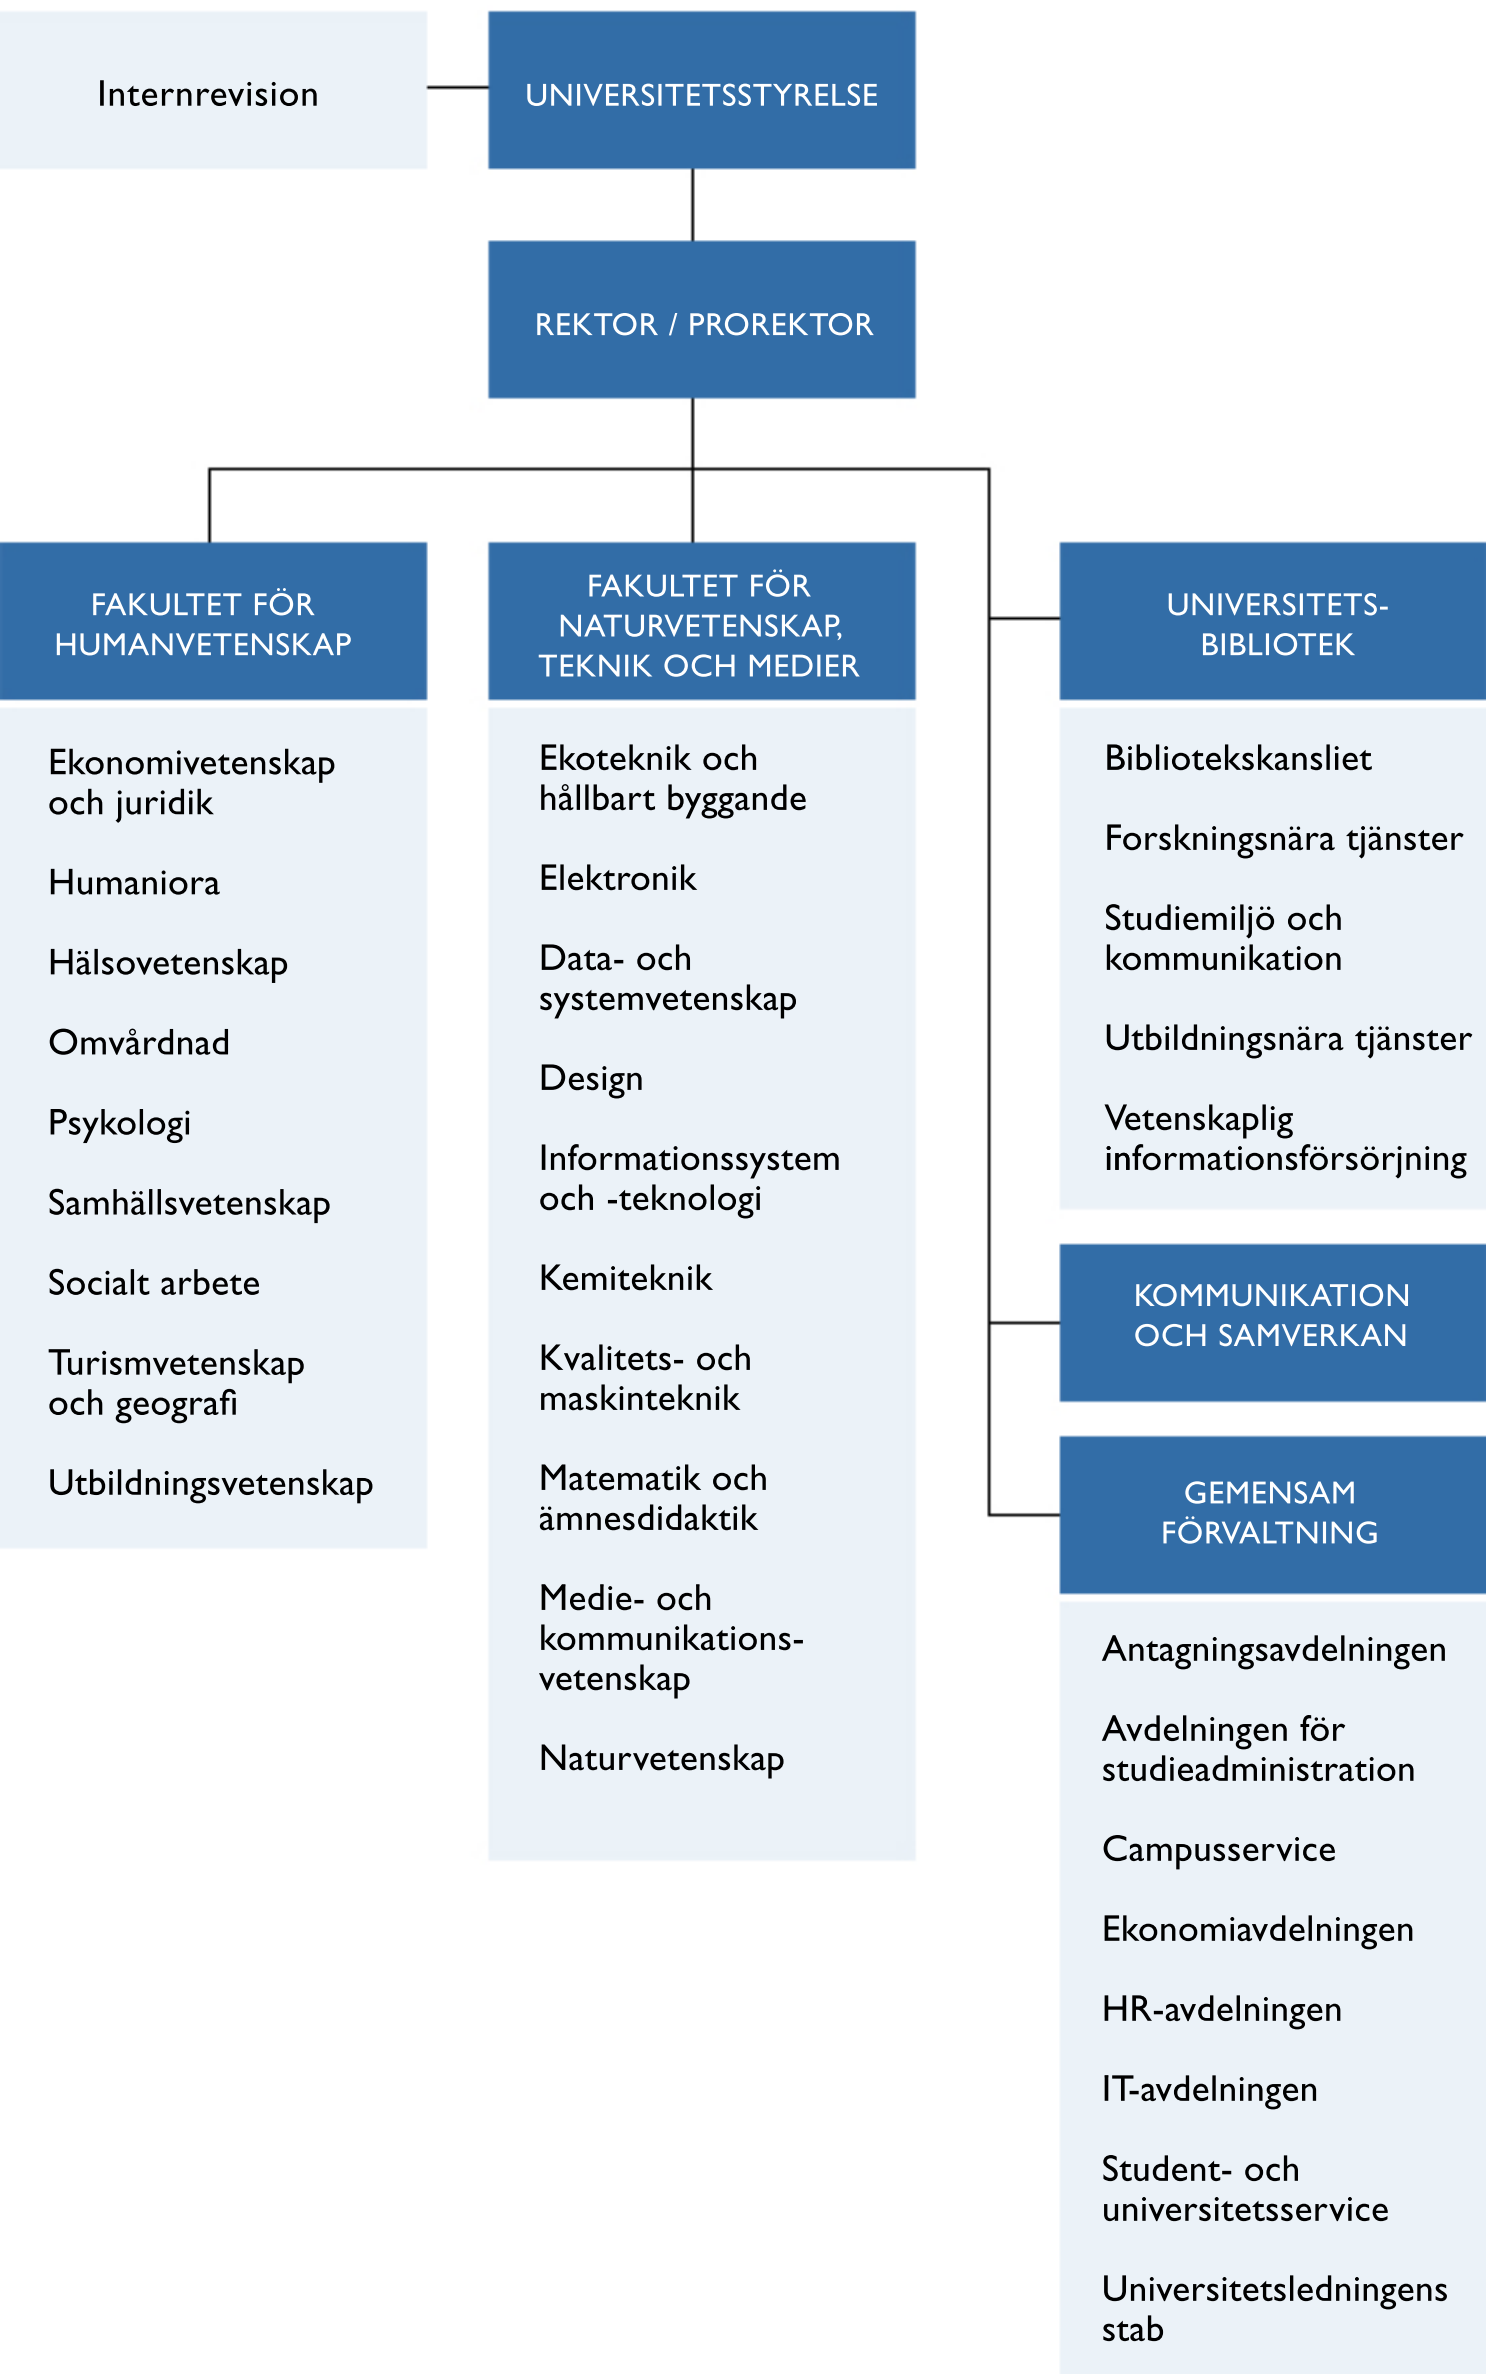 Internrevision
UNIVERSITETSSTYRELSE
REKTOR / PROREKTOR
FAKULTET FÖR
HUMANVETENSKAP
Ekonomivetenskap
och juridik
Humaniora
Hälsovetenskap
Omvårdnad
Psykologi
Samhällsvetenskap
Socialt arbete
Turismvetenskap
och geografi
Utbildningsvetenskap
FAKULTET FÖR
NATURVETENSKAP,
TEKNIK OCH MEDIER
Ekoteknik och
hållbart byggande
Elektronik
Data- och
systemvetenskap
Design
Informationssystem
och -teknologi
Kemiteknik
Kvalitets- och
maskinteknik
Matematik och
ämnesdidaktik
Medie- och
kommunikations-
vetenskap
Naturvetenskap
UNIVERSITETS-
BIBLIOTEK
Bibliotekskansliet
Forskningsnära tjänster
Studiemiljö och
kommunikation
Utbildningsnära tjänster
Vetenskaplig
informationsförsörjning
KOMMUNIKATION
OCH SAMVERKAN
GEMENSAM
FÖRVALTNING
Antagningsavdelningen
Avdelningen för
studieadministration
Campusservice
Ekonomiavdelningen
HR-avdelningen
IT-avdelningen
Student- och
universitetsservice
Universitetsledningens
stab